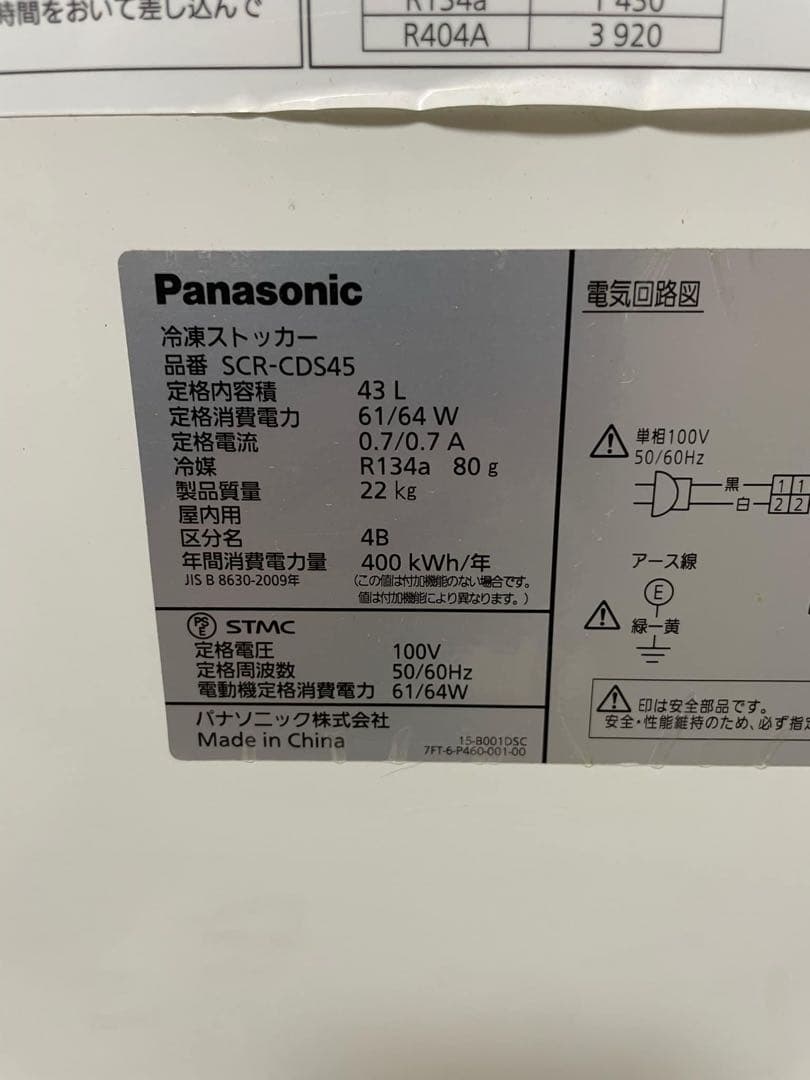 時間をおいて差し込んで
R134a 1 430
R404A 3 920
Panasonic
冷凍ストッカー
品番 SCR-CDS45
定格内容積 43 L
定格消費電力 61/64 W
定格電流 0.7/0.7 A
冷媒 R134a 80 g
製品質量 22 kg
屋内用
区分名 4B
年間消費電力量 400 kWh/年
JIS B 8630-2009年 (この値は付加機能のない場合です。
値は付加機能により異なります。)
PS E STMC
定格電圧 100V
定格周波数 50/60Hz
電動機定格消費電力 61/64W
パナソニック株式会社
Made in China
15-B001DSC
7FT-6-P460-001-00
電気回路図
単相100V
50/60Hz
黒 1 1
白 2 2
アース線
E
緑ー黄
印は安全部品です。
安全・性能維持のため、必ず指定